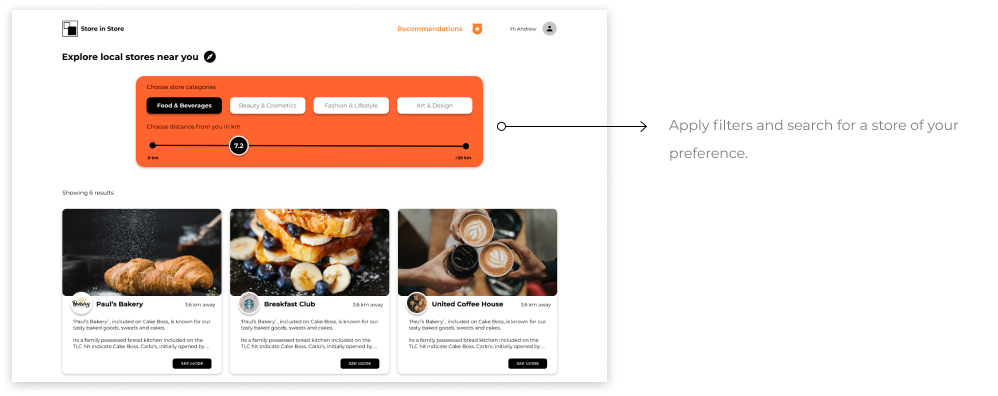 Store in Store
Recommendations
Hi Andrew
Explore local stores near you
Choose store categories
Food & Beverages
Beauty & Cosmetics
Fashion & Lifestyle
Art & Design
Choose distance from you in km
7.2
0 km
+20 km
Apply filters and search for a store of your
preference.
Showing 6 results
Paul's Bakery
3.6 km away
'Paul's Bakery' , included on Cake Boss, is known for our
tasty baked goods, sweets and cakes.
Its a family possessed bread kitchen included on the
TLC hit indicate Cake Boss. Carlo's, initially opened by ...
SEE MORE
Breakfast Club
3.6 km away
'Paul's Bakery' , included on Cake Boss, is known for our
tasty baked goods, sweets and cakes.
Its a family possessed bread kitchen included on the
TLC hit indicate Cake Boss. Carlo's, initially opened by ...
SEE MORE
United Coffee House
3.6 km away
'Paul's Bakery' , included on Cake Boss, is known for our
tasty baked goods, sweets and cakes.
Its a family possessed bread kitchen included on the
TLC hit indicate Cake Boss. Carlo's, initially opened by ...
SEE MORE